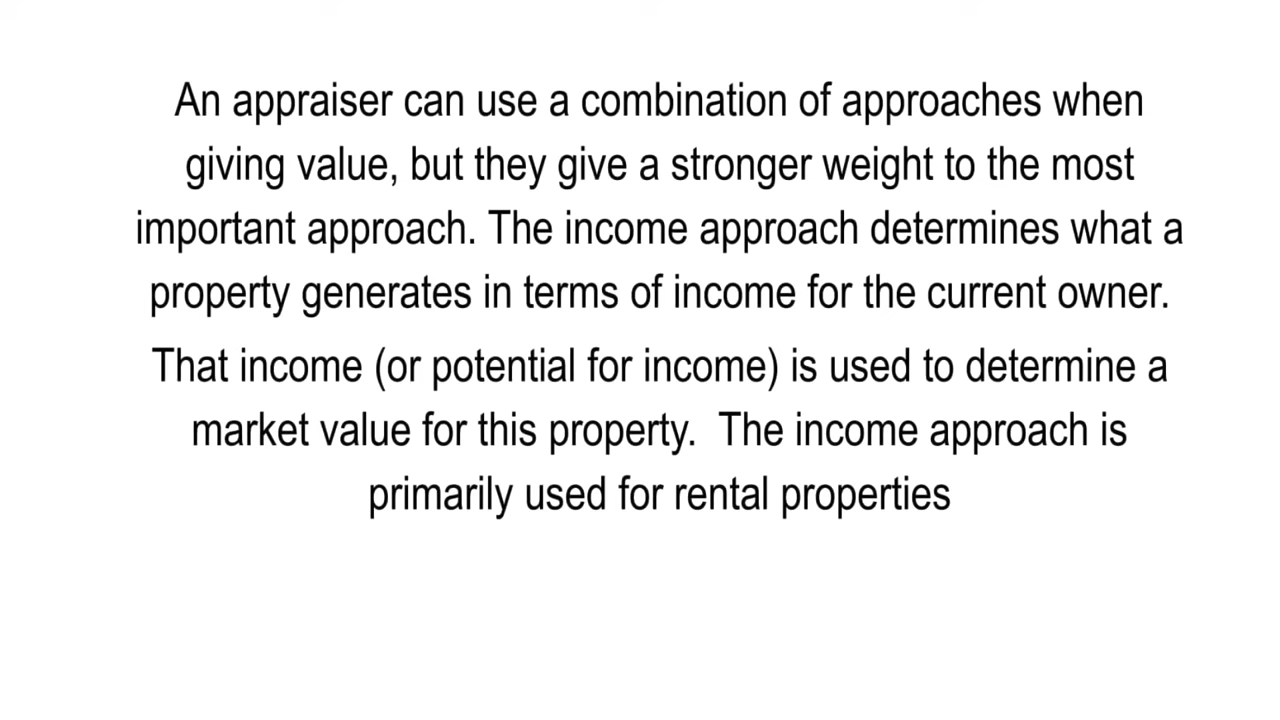 An appraiser can use a combination of approaches when
giving value, but they give a stronger weight to the most
important approach. The income approach determines what a
property generates in terms of income for the current owner.
That income (or potential for income) is used to determine a
market value for this property.  The income approach is
primarily used for rental properties